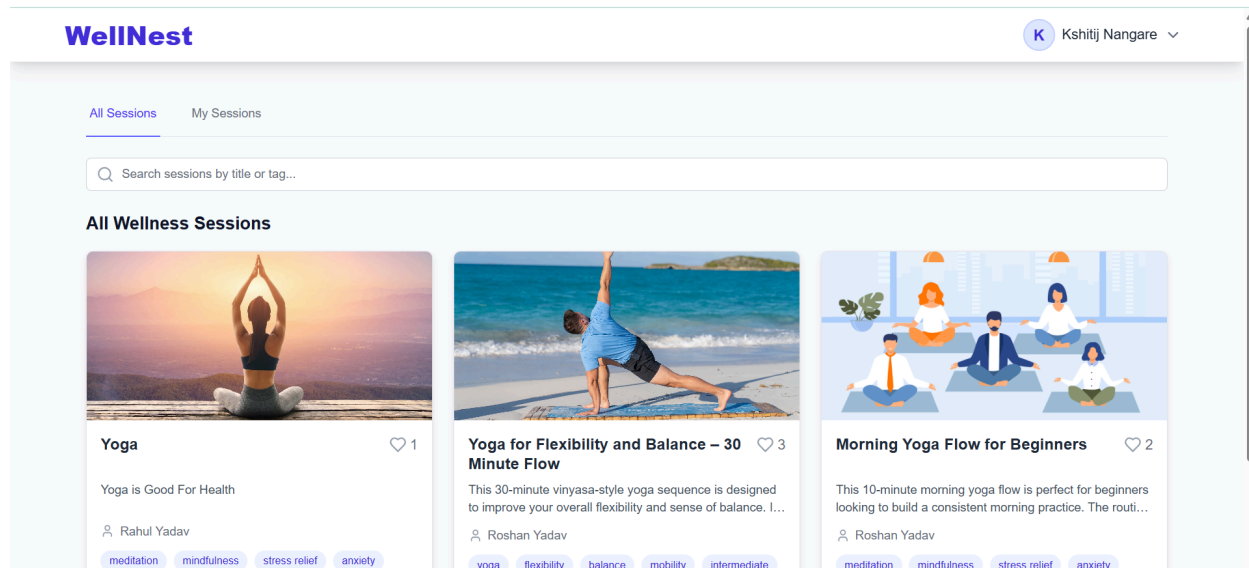 WellNest
K Kshitij Nangare
All Sessions My Sessions
Search sessions by title or tag...
All Wellness Sessions
Yoga 1
Yoga is Good For Health
Rahul Yadav
meditation mindfulness stress relief anxiety
Yoga for Flexibility and Balance – 30 3
Minute Flow
This 30-minute vinyasa-style yoga sequence is designed
to improve your overall flexibility and sense of balance. I...
Roshan Yadav
yoga flexibility balance mobility intermediate
Morning Yoga Flow for Beginners 2
This 10-minute morning yoga flow is perfect for beginners
looking to build a consistent morning practice. The routi...
Roshan Yadav
meditation mindfulness stress relief anxiety